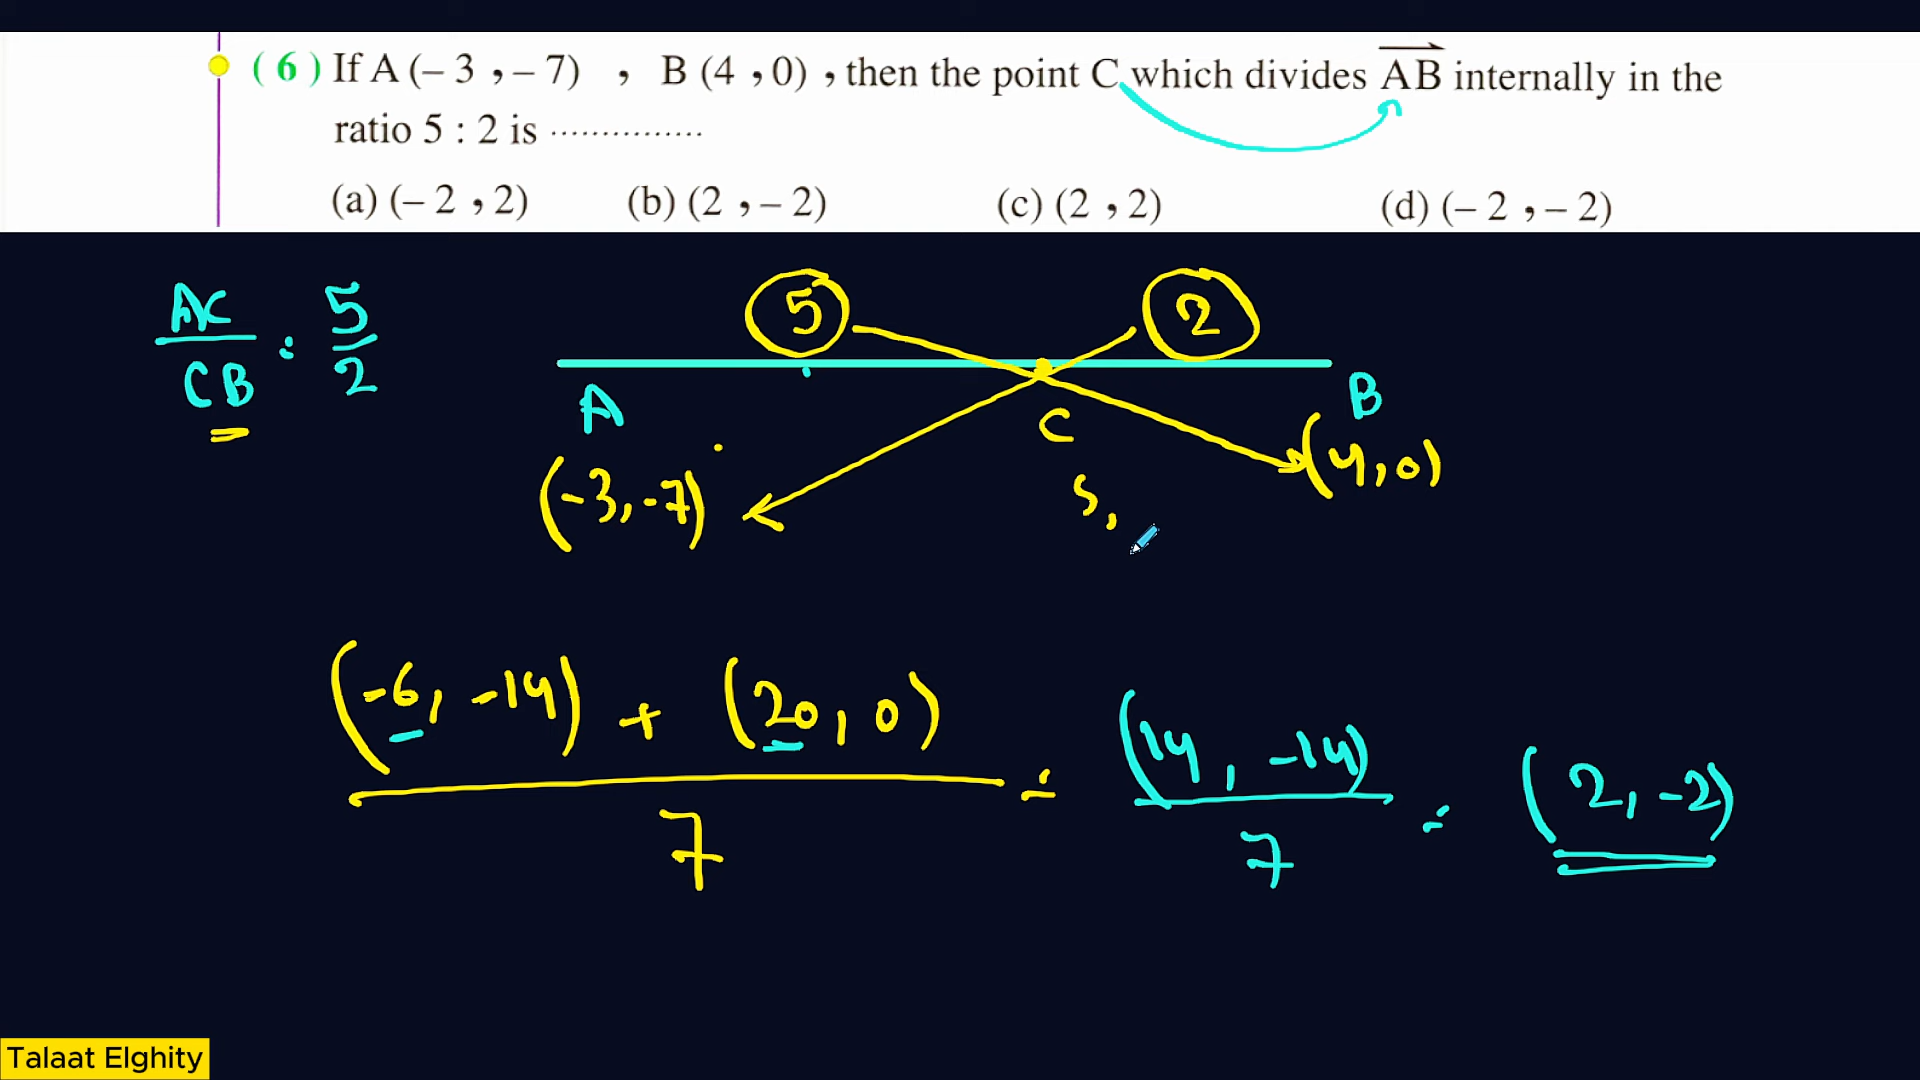 (6) If A (– 3 , – 7) , B (4 , 0) , then the point C which divides AB internally in the
ratio 5 : 2 is ...............
(a) (– 2 , 2) (b) (2 , – 2) (c) (2 , 2) (d) (– 2 , – 2)
AC
CB
=
5
2
5
2
A
C
B
(-3, -7)
(4, 0)
5,
(-6, -14) + (20, 0)
7
=
(14, -14)
7
=
(2, -2)
Talaat Elghity